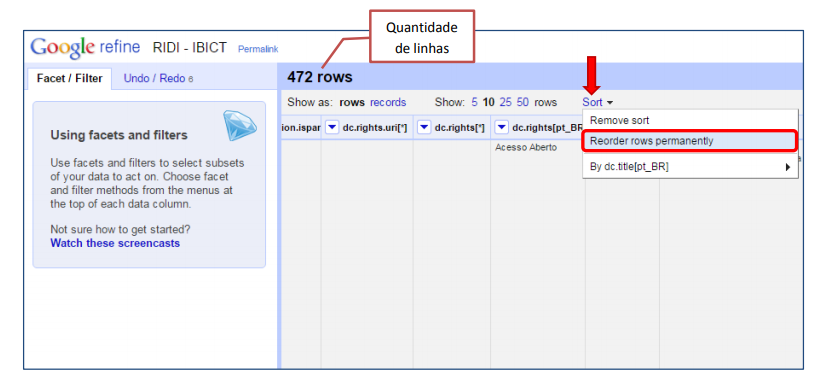 Quantidade
de linhas
Google refine RIDI - IBICT Permalink
Facet / Filter Undo / Redo 6
472 rows
Show as: rows records Show: 5 10 25 50 rows Sort
ion.ispar dc.rights.uri[*] dc.rights[*] dc.rights[pt_BR
Acesso Aberto
Remove sort
Reorder rows permanently
By dc.title[pt_BR]
Using facets and filters
Use facets and filters to select subsets
of your data to act on. Choose facet
and filter methods from the menus at
the top of each data column.
Not sure how to get started?
Watch these screencasts